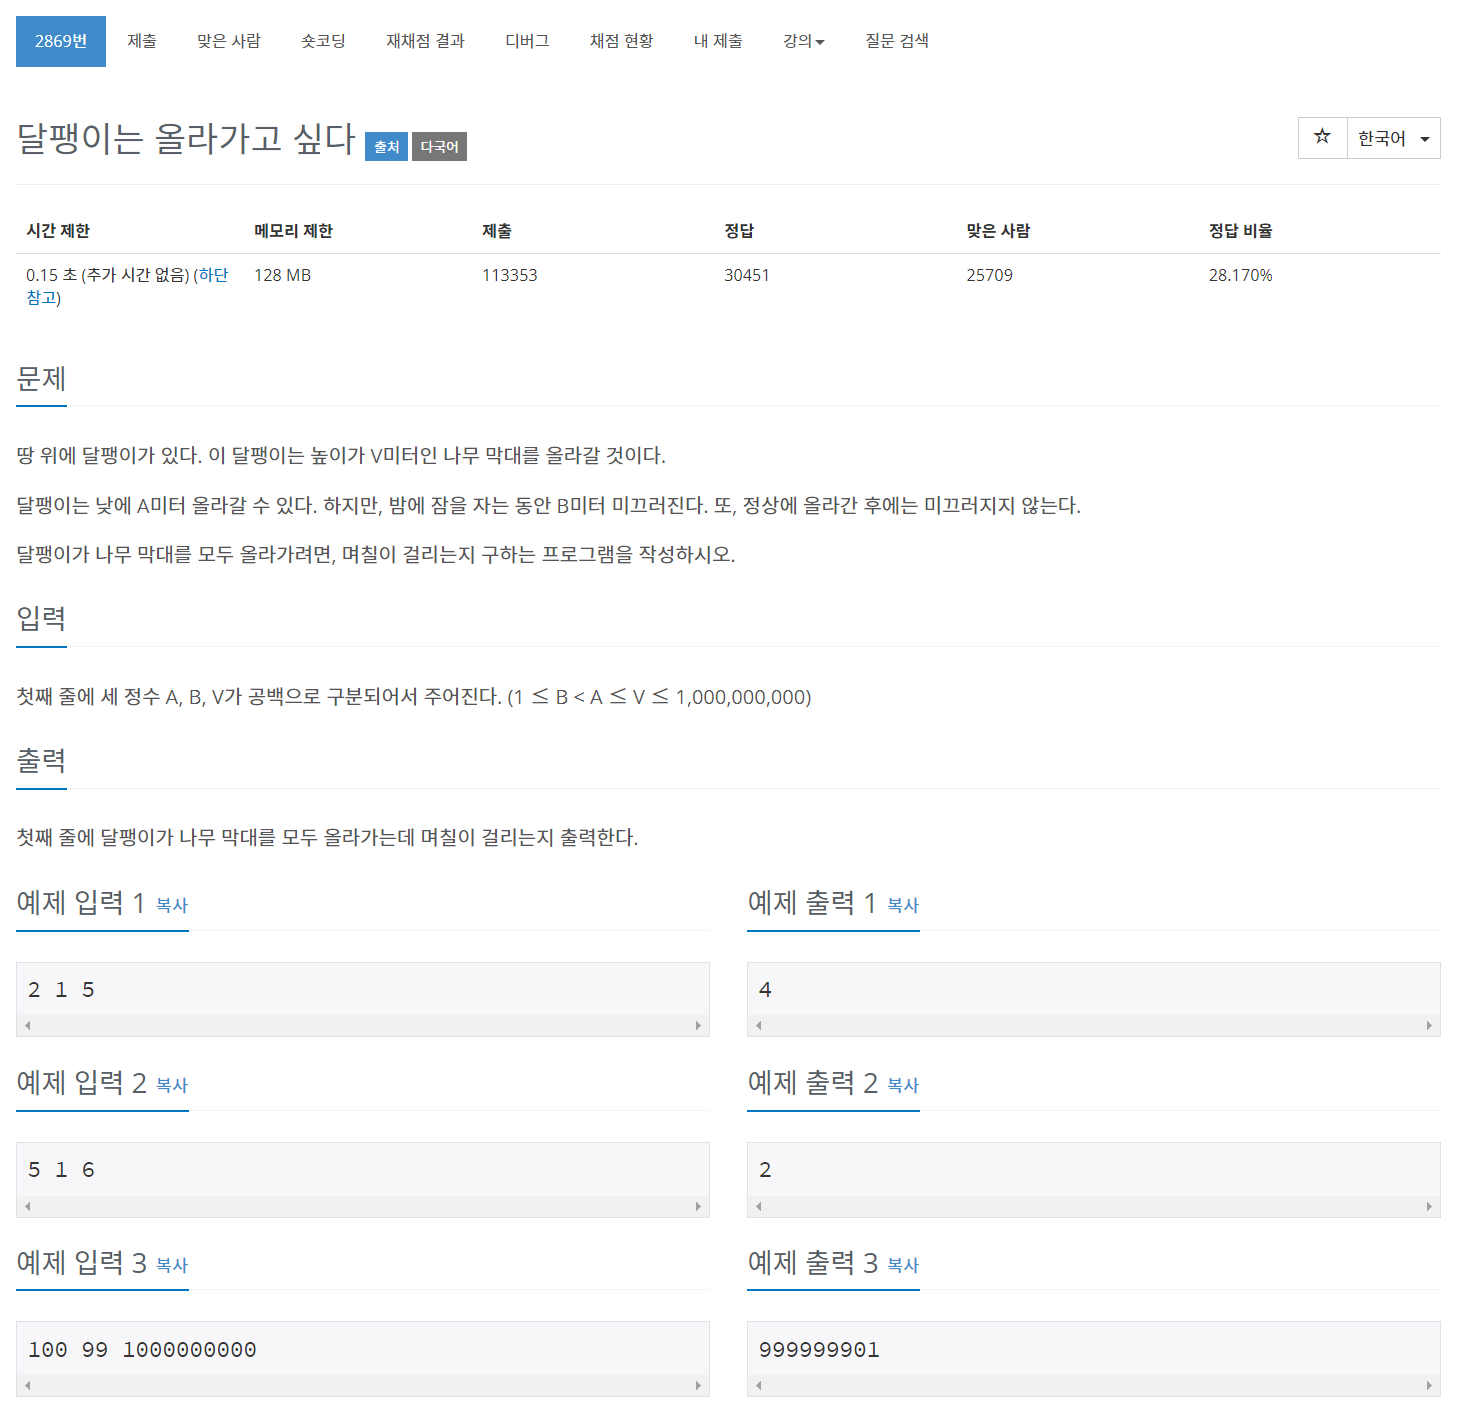 2869번 제출 맞은 사람 숏코딩 재채점 결과 디버그 채점 현황 내 제출 강의 질문 검색
달팽이는 올라가고 싶다 출처 다국어 ☆ 한국어
시간 제한 메모리 제한 제출 정답 맞은 사람 정답 비율
0.15 초 (추가 시간 없음) (하단 128 MB 113353 30451 25709 28.170%
참고)
문제
땅 위에 달팽이가 있다. 이 달팽이는 높이가 V미터인 나무 막대를 올라갈 것이다.
달팽이는 낮에 A미터 올라갈 수 있다. 하지만, 밤에 잠을 자는 동안 B미터 미끄러진다. 또, 정상에 올라간 후에는 미끄러지지 않는다.
달팽이가 나무 막대를 모두 올라가려면, 며칠이 걸리는지 구하는 프로그램을 작성하시오.
입력
첫째 줄에 세 정수 A, B, V가 공백으로 구분되어서 주어진다. (1 ≤ B < A ≤ V ≤ 1,000,000,000)
출력
첫째 줄에 달팽이가 나무 막대를 모두 올라가는데 며칠이 걸리는지 출력한다.
예제 입력 1 복사 예제 출력 1 복사
2 1 5 4
예제 입력 2 복사 예제 출력 2 복사
5 1 6 2
예제 입력 3 복사 예제 출력 3 복사
100 99 1000000000 999999901